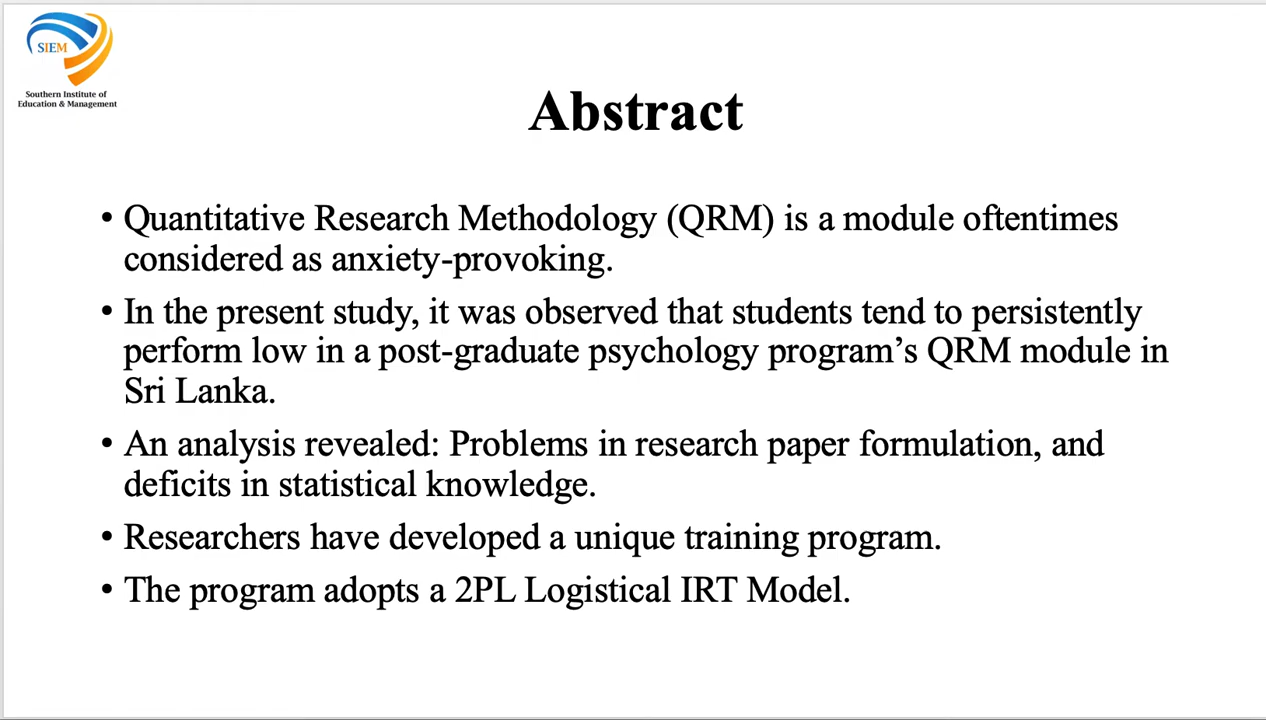 SIEM
Southern Institute of
Education & Management
Abstract
• Quantitative Research Methodology (QRM) is a module oftentimes
considered as anxiety-provoking.
• In the present study, it was observed that students tend to persistently
perform low in a post-graduate psychology program’s QRM module in
Sri Lanka.
• An analysis revealed: Problems in research paper formulation, and
deficits in statistical knowledge.
• Researchers have developed a unique training program.
• The program adopts a 2PL Logistical IRT Model.